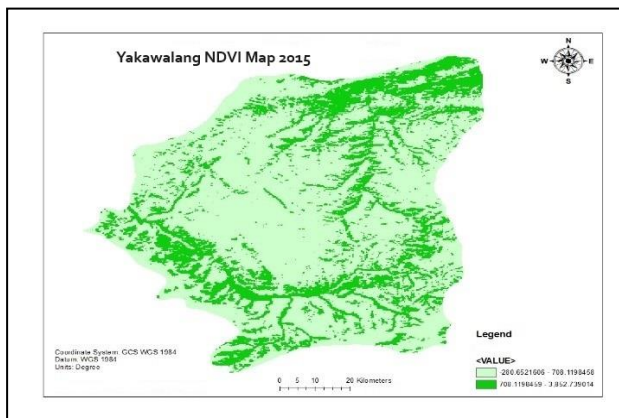 Yakawalang NDVI Map 2015
N
W E
S
Legend
<VALUE>
-280.6521606 - 708.1198458
708.1198459 - 3,852.739014
Coordinate System: GCS WGS 1984
Datum: WGS 1984
Units: Degree
0 5 10 20 Kilometers